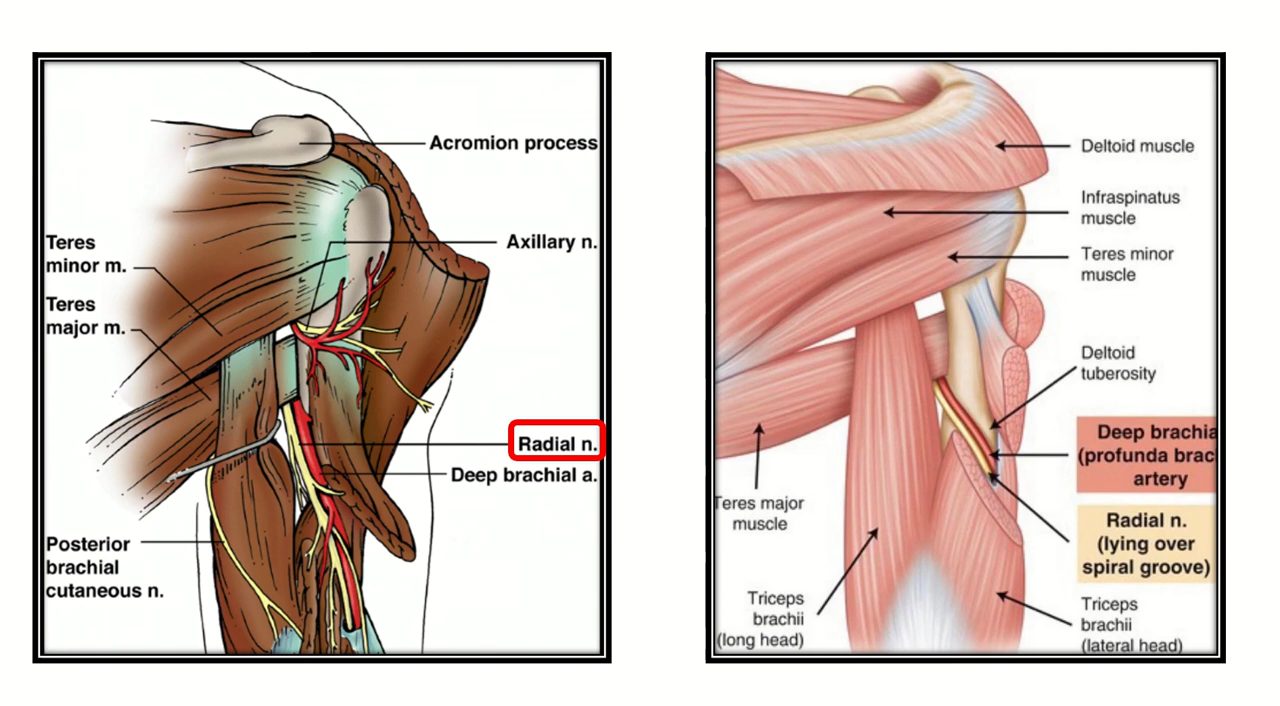 Acromion process
Teres
minor m.
Axillary n.
Teres
major m.
Radial n.
Deep brachial a.
Posterior
brachial
cutaneous n.
Deltoid muscle
Infraspinatus
muscle
Teres minor
muscle
Deltoid
tuberosity
Deep brachia
(profunda brac
artery
Teres major
muscle
Radial n.
(lying over
spiral groove)
Triceps
brachii
(long head)
Triceps
brachii
(lateral head)